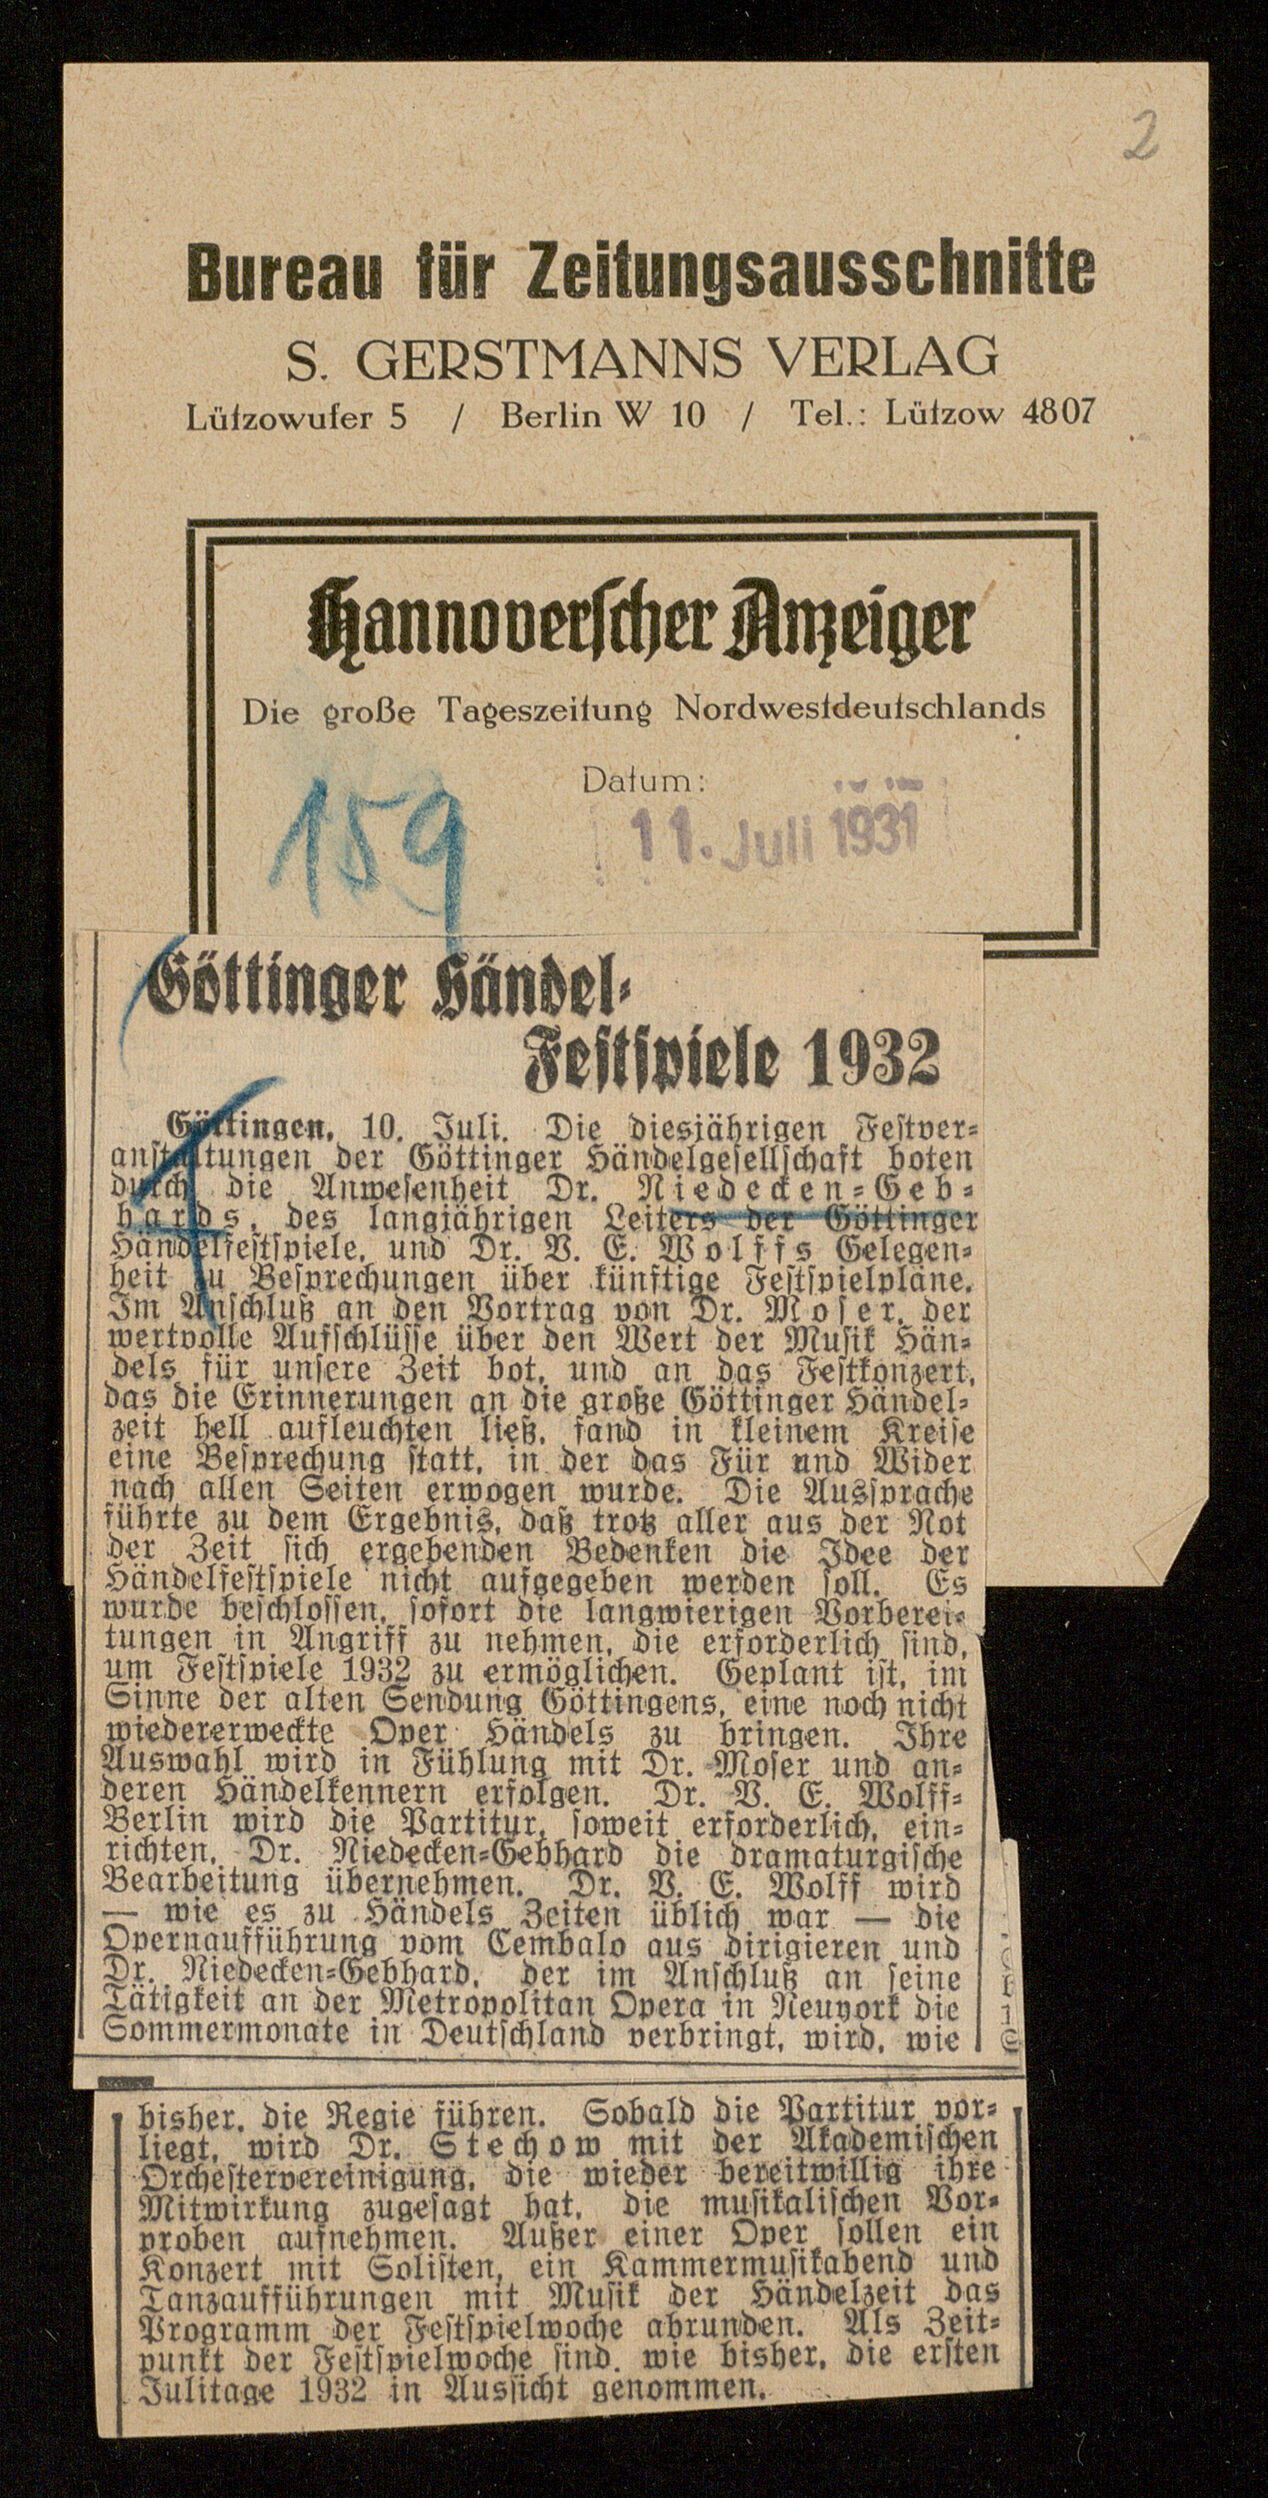 2
Bureau für Zeitungsausschnitte
S. GERSTMANNS VERLAG
Lützowufer 5 / Berlin W 10 / Tel.: Lützow 4807
Hannoverscher Anzeiger
Die große Tageszeitung Nordwestdeutschlands
Datum:
159
11. Juli 1931
Göttinger Händel-
Festspiele 1932
Göttingen, 10. Juli. Die diesjährigen Festver-
anstaltungen der Göttinger Händelgesellschaft boten
durch die Anwesenheit Dr. Niedecken-Geb-
hards, des langjährigen Leiters der Göttinger
Händelfestspiele, und Dr. V. E. Wolffs Gelegen-
heit zu Besprechungen über künftige Festspielpläne.
Im Anschluß an den Vortrag von Dr. Moser, der
wertvolle Aufschlüsse über den Wert der Musik Hän-
dels für unsere Zeit bot, und an das Festkonzert,
das die Erinnerungen an die große Göttinger Händel-
zeit hell aufleuchten ließ, fand in kleinem Kreise
eine Besprechung statt, in der das Für und Wider
nach allen Seiten erwogen wurde. Die Aussprache
führte zu dem Ergebnis, daß trotz aller aus der Not
der Zeit sich ergebenden Bedenken die Idee der
Händelfestspiele nicht aufgegeben werden soll. Es
wurde beschlossen, sofort die langwierigen Vorberei-
tungen in Angriff zu nehmen, die erforderlich sind,
um Festspiele 1932 zu ermöglichen. Geplant ist, im
Sinne der alten Sendung Göttingens, eine noch nicht
wiedererweckte Oper Händels zu bringen. Ihre
Auswahl wird in Fühlung mit Dr. Moser und an-
deren Händelkennern erfolgen. Dr. V. E. Wolff-
Berlin wird die Partitur, soweit erforderlich, ein-
richten, Dr. Niedecken-Gebhard die dramaturgische
Bearbeitung übernehmen. Dr. V. E. Wolff wird
— wie es zu Händels Zeiten üblich war — die
Opernaufführung vom Cembalo aus dirigieren und
Dr. Niedecken-Gebhard, der im Anschluß an seine
Tätigkeit an der Metropolitan Opera in Neuyork die
Sommermonate in Deutschland verbringt, wird, wie
bisher, die Regie führen. Sobald die Partitur vor-
liegt, wird Dr. Stechow mit der Akademischen
Orchestervereinigung, die wieder bereitwillig ihre
Mitwirkung zugesagt hat, die musikalischen Vor-
proben aufnehmen. Außer einer Oper sollen ein
Konzert mit Solisten, ein Kammermusikabend und
Tanzaufführungen mit Musik der Händelzeit das
Programm der Festspielwoche abrunden. Als Zeit-
punkt der Festspielwoche sind, wie bisher, die ersten
Julitage 1932 in Aussicht genommen.